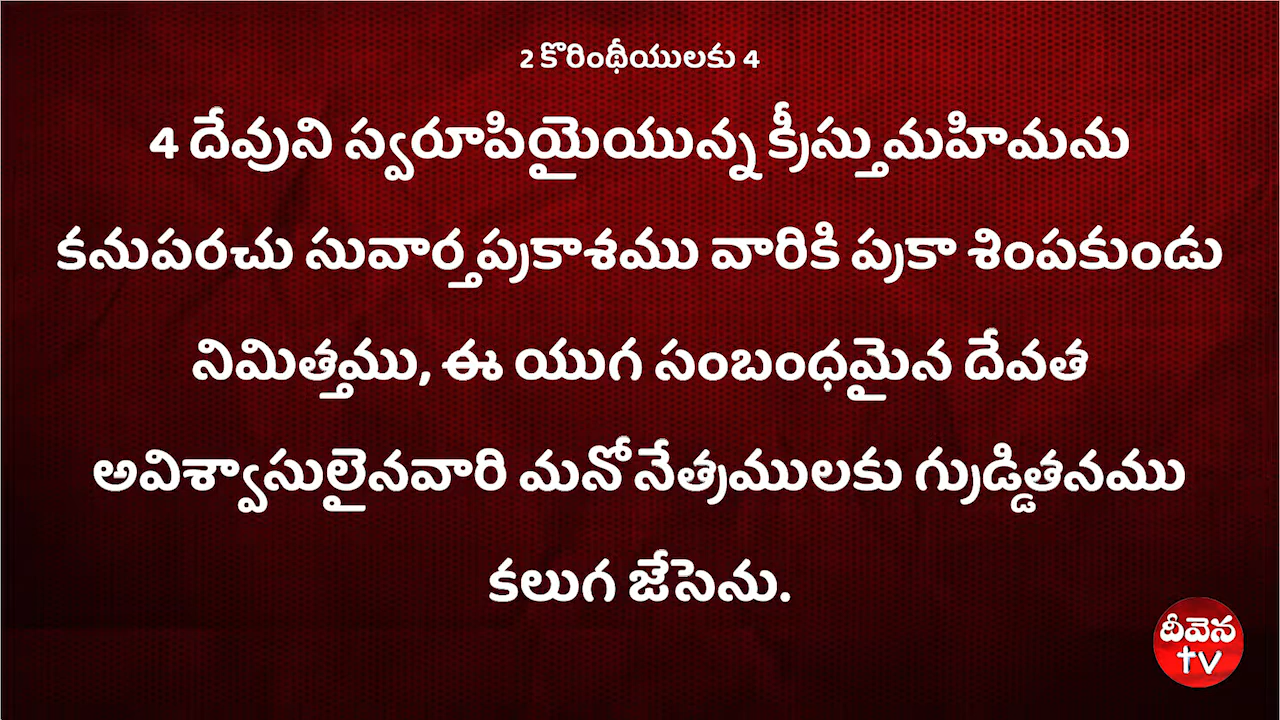 2 కొరింథీయులకు 4
4 దేవుని స్వరూపియైయున్న క్రీస్తుమహిమను
కనుపరచు సువార్తప్రకాశము వారికి ప్రకా శింపకుండు
నిమిత్తము, ఈ యుగ సంబంధమైన దేవత
అవిశ్వాసులైనవారి మనోనేత్రములకు గ్రుడ్డితనము
కలుగ జేసెను.
దీవెన
tv